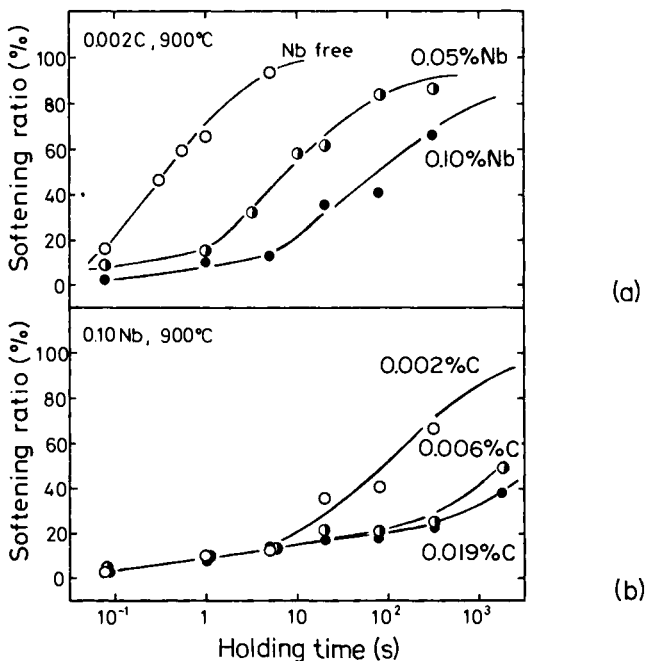 0.002C, 900°C
Nb free
0.05%Nb
0.10%Nb
Softening ratio (%)
100
80
60
40
20
0
(a)
0.10Nb, 900°C
0.002%C
0.006%C
0.019%C
Softening ratio (%)
100
80
60
40
20
0
(b)
10⁻¹
1
10
10²
10³
Holding time (s)